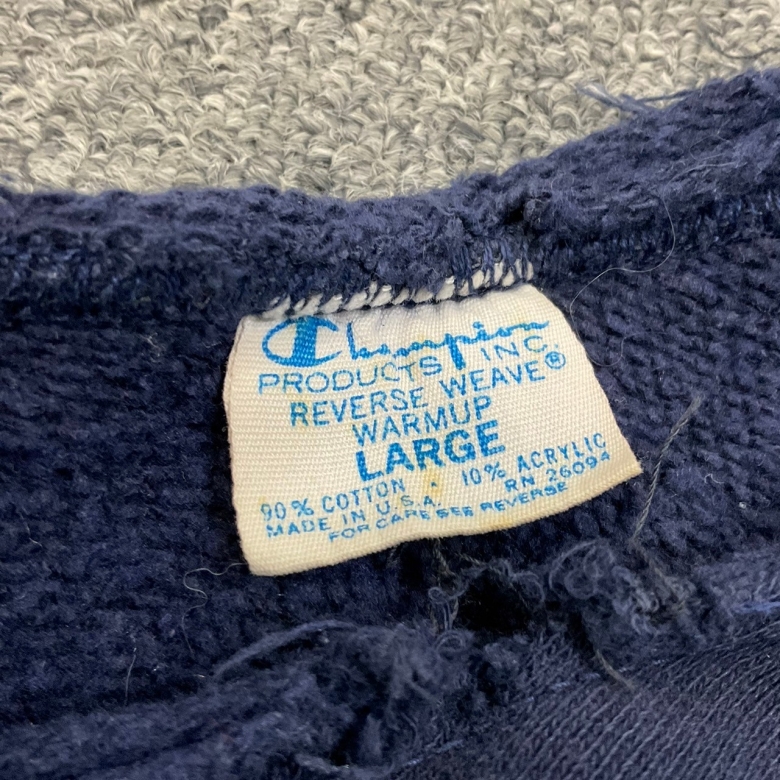 Champion
PRODUCTS INC.
REVERSE WEAVE®
WARMUP
LARGE
90% COTTON 10% ACRYLIC
MADE IN U.S.A. RN 26094
FOR CARE SEE REVERSE